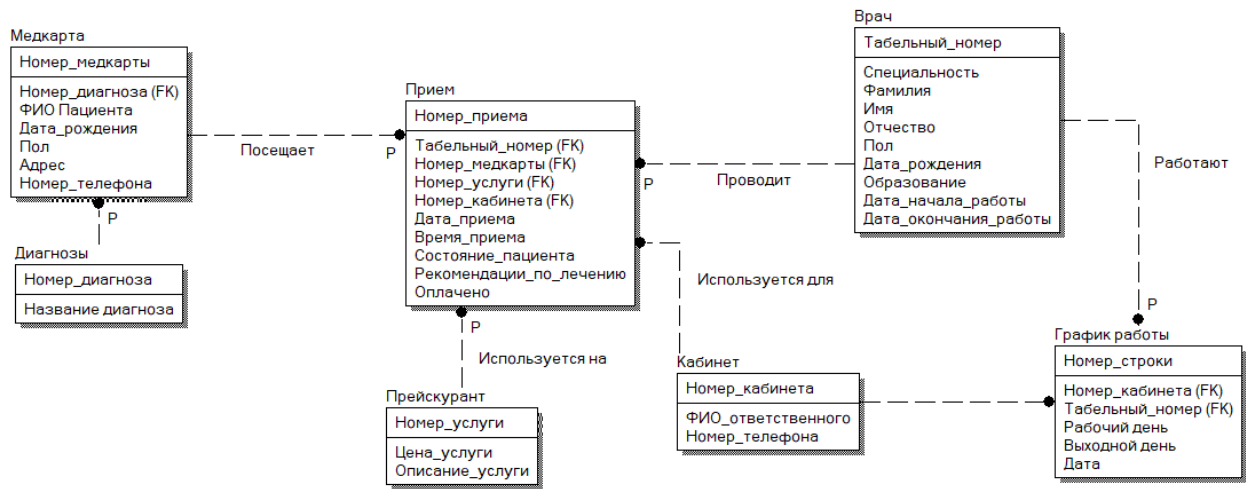 Медкарта
Номер_медкарты
Номер_диагноза (FK)
ФИО Пациента
Дата_рождения
Пол
Адрес
Номер_телефона
P
Диагнозы
Номер_диагноза
Название диагноза
Посещает
P
Прием
Номер_приема
Табельный_номер (FK)
Номер_медкарты (FK)
Номер_услуги (FK)
Номер_кабинета (FK)
Дата_приема
Время_приема
Состояние_пациента
Рекомендации_по_лечению
Оплачено
P
Используется на
Прейскурант
Номер_услуги
Цена_услуги
Описание_услуги
P
Проводит
Используется для
Кабинет
Номер_кабинета
ФИО_ответственного
Номер_телефона
Врач
Табельный_номер
Специальность
Фамилия
Имя
Отчество
Пол
Дата_рождения
Образование
Дата_начала_работы
Дата_окончания_работы
Работают
P
График работы
Номер_строки
Номер_кабинета (FK)
Табельный_номер (FK)
Рабочий день
Выходной день
Дата